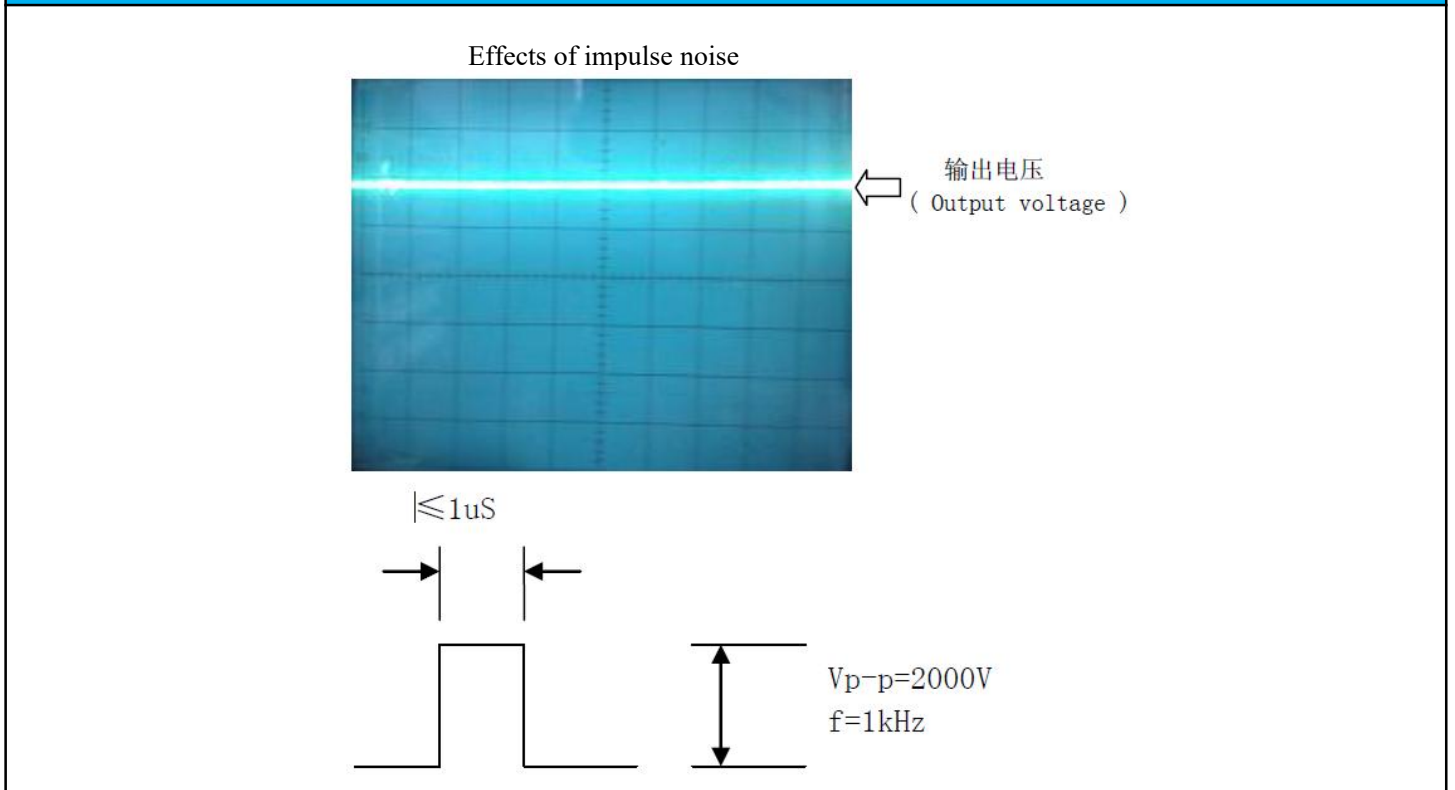 Effects of impulse noise
输出电压
( Output voltage )
|≤1uS
Vp-p=2000V
f=1kHz